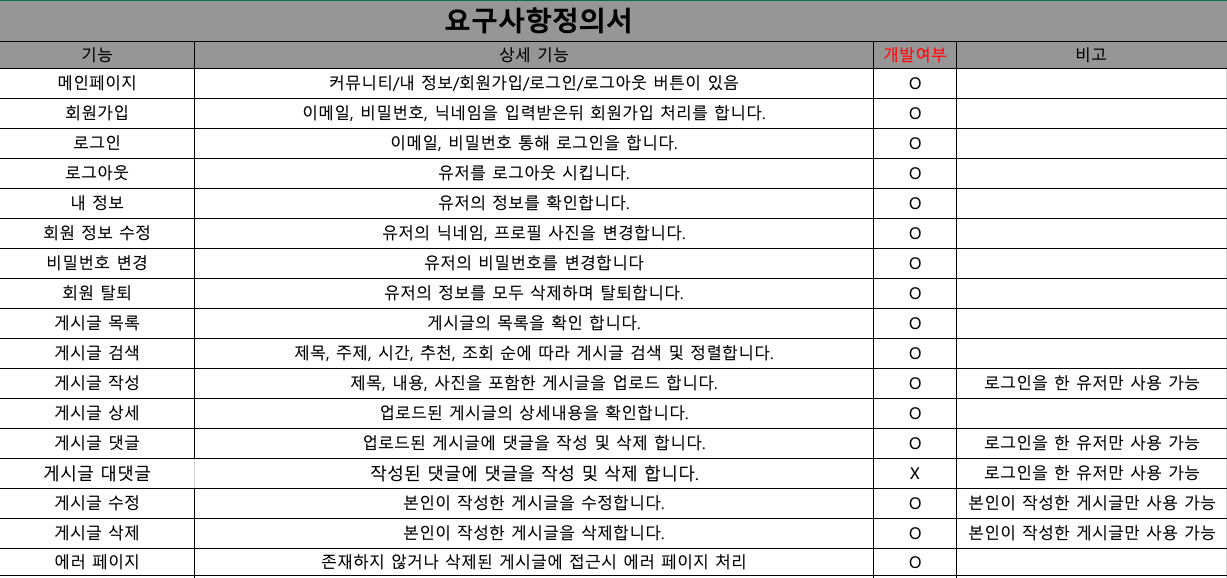 요구사항정의서
기능 상세 기능 개발여부 비고
메인페이지 커뮤니티/내 정보/회원가입/로그인/로그아웃 버튼이 있음 O
회원가입 이메일, 비밀번호, 닉네임을 입력받은뒤 회원가입 처리를 합니다. O
로그인 이메일, 비밀번호 통해 로그인을 합니다. O
로그아웃 유저를 로그아웃 시킵니다. O
내 정보 유저의 정보를 확인합니다. O
회원 정보 수정 유저의 닉네임, 프로필 사진을 변경합니다. O
비밀번호 변경 유저의 비밀번호를 변경합니다 O
회원 탈퇴 유저의 정보를 모두 삭제하며 탈퇴합니다. O
게시글 목록 게시글의 목록을 확인 합니다. O
게시글 검색 제목, 주제, 시간, 추천, 조회 순에 따라 게시글 검색 및 정렬합니다. O
게시글 작성 제목, 내용, 사진을 포함한 게시글을 업로드 합니다. O 로그인을 한 유저만 사용 가능
게시글 상세 업로드된 게시글의 상세내용을 확인합니다. O
게시글 댓글 업로드된 게시글에 댓글을 작성 및 삭제 합니다. O 로그인을 한 유저만 사용 가능
게시글 대댓글 작성된 댓글에 댓글을 작성 및 삭제 합니다. X 로그인을 한 유저만 사용 가능
게시글 수정 본인이 작성한 게시글을 수정합니다. O 본인이 작성한 게시글만 사용 가능
게시글 삭제 본인이 작성한 게시글을 삭제합니다. O 본인이 작성한 게시글만 사용 가능
에러 페이지 존재하지 않거나 삭제된 게시글에 접근시 에러 페이지 처리 O